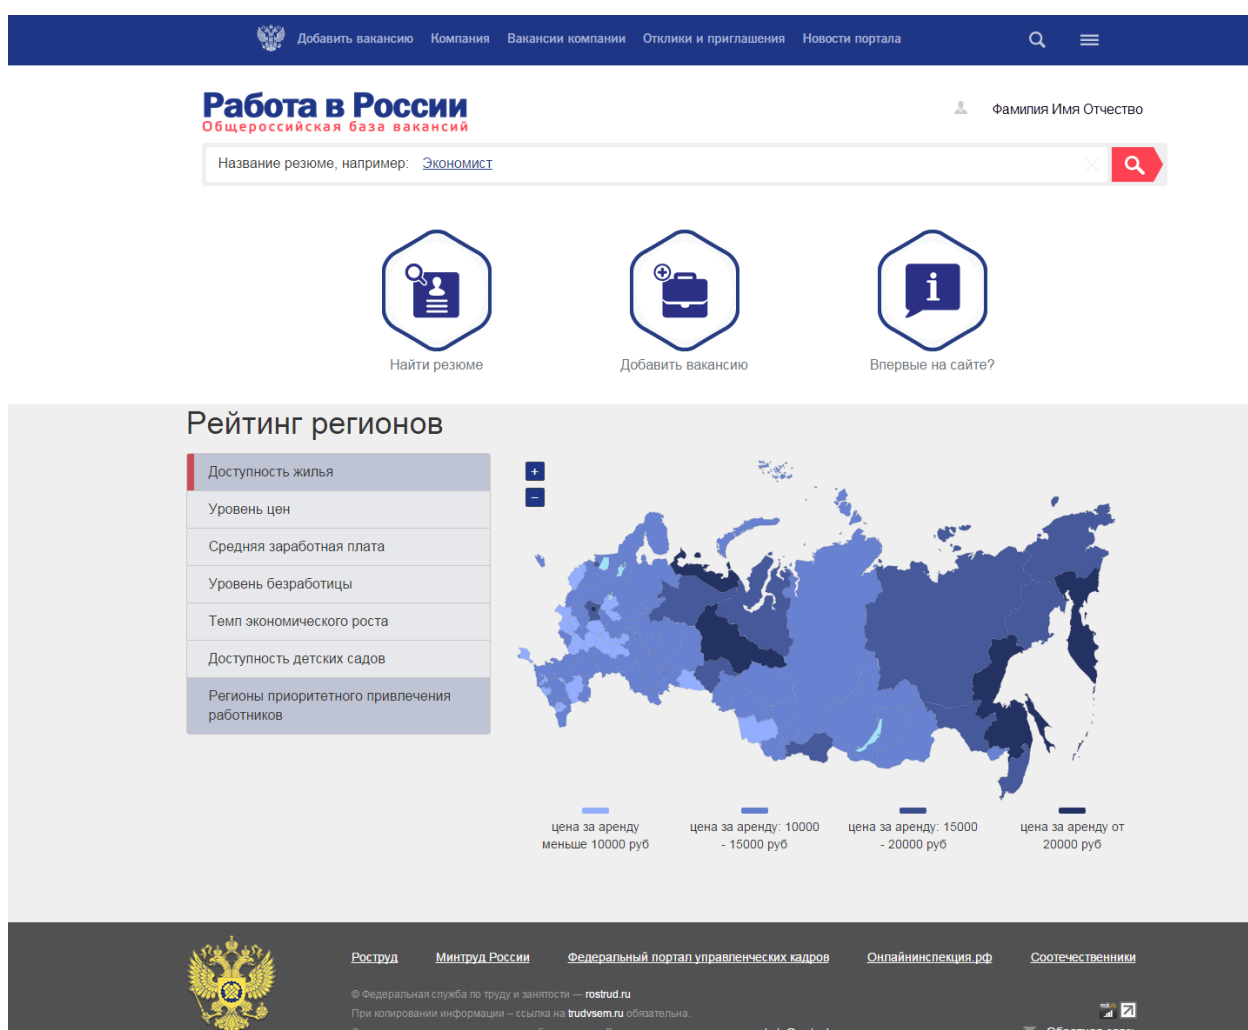 Добавить вакансию Компания Вакансии компании Отклики и приглашения Новости портала
Работа в России
Общероссийская база вакансий
Фамилия Имя Отчество
Название резюме, например: Экономист
Найти резюме
Добавить вакансию
Впервые на сайте?
Рейтинг регионов
Доступность жилья
Уровень цен
Средняя заработная плата
Уровень безработицы
Темп экономического роста
Доступность детских садов
Регионы приоритетного привлечения
работников
+
−
цена за аренду
меньше 10000 руб
цена за аренду: 10000
- 15000 руб
цена за аренду: 15000
- 20000 руб
цена за аренду от
20000 руб
Роструд Минтруд России Федеральный портал управленческих кадров Онлайнинспекция.рф Соотечественники
© Федеральная служба по труду и занятости — rostrud.ru
При копировании информации – ссылка на trudvsem.ru обязательна.